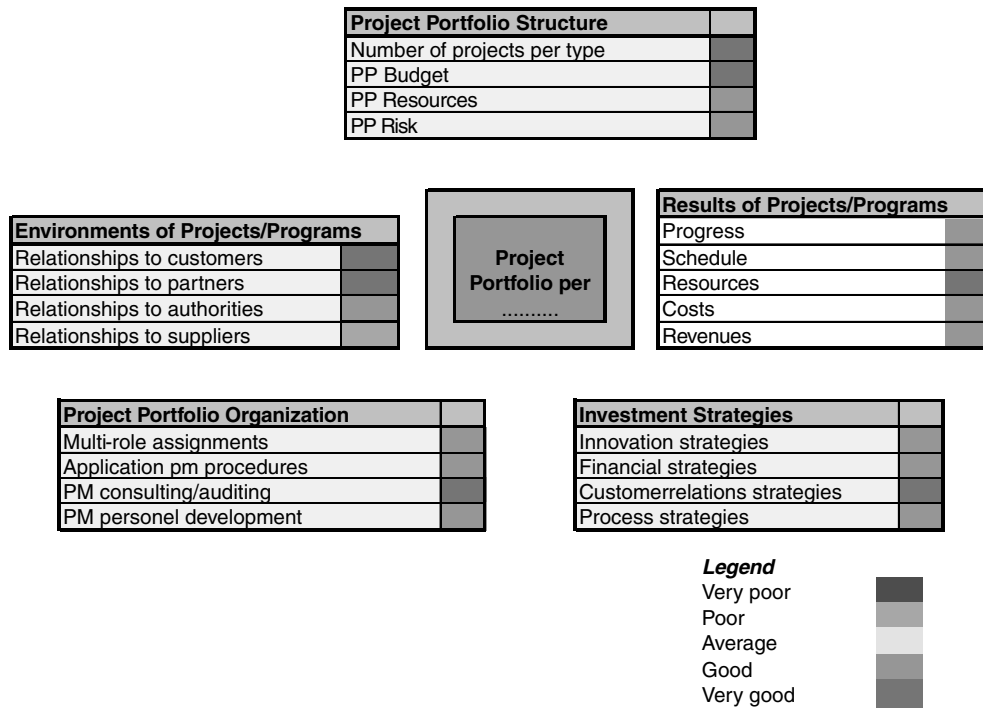 Project Portfolio Structure
Number of projects per type
PP Budget
PP Resources
PP Risk
Environments of Projects/Programs
Relationships to customers
Relationships to partners
Relationships to authorities
Relationships to suppliers
Project
Portfolio per
..........
Results of Projects/Programs
Progress
Schedule
Resources
Costs
Revenues
Project Portfolio Organization
Multi-role assignments
Application pm procedures
PM consulting/auditing
PM personel development
Investment Strategies
Innovation strategies
Financial strategies
Customerrelations strategies
Process strategies
Legend
Very poor
Poor
Average
Good
Very good